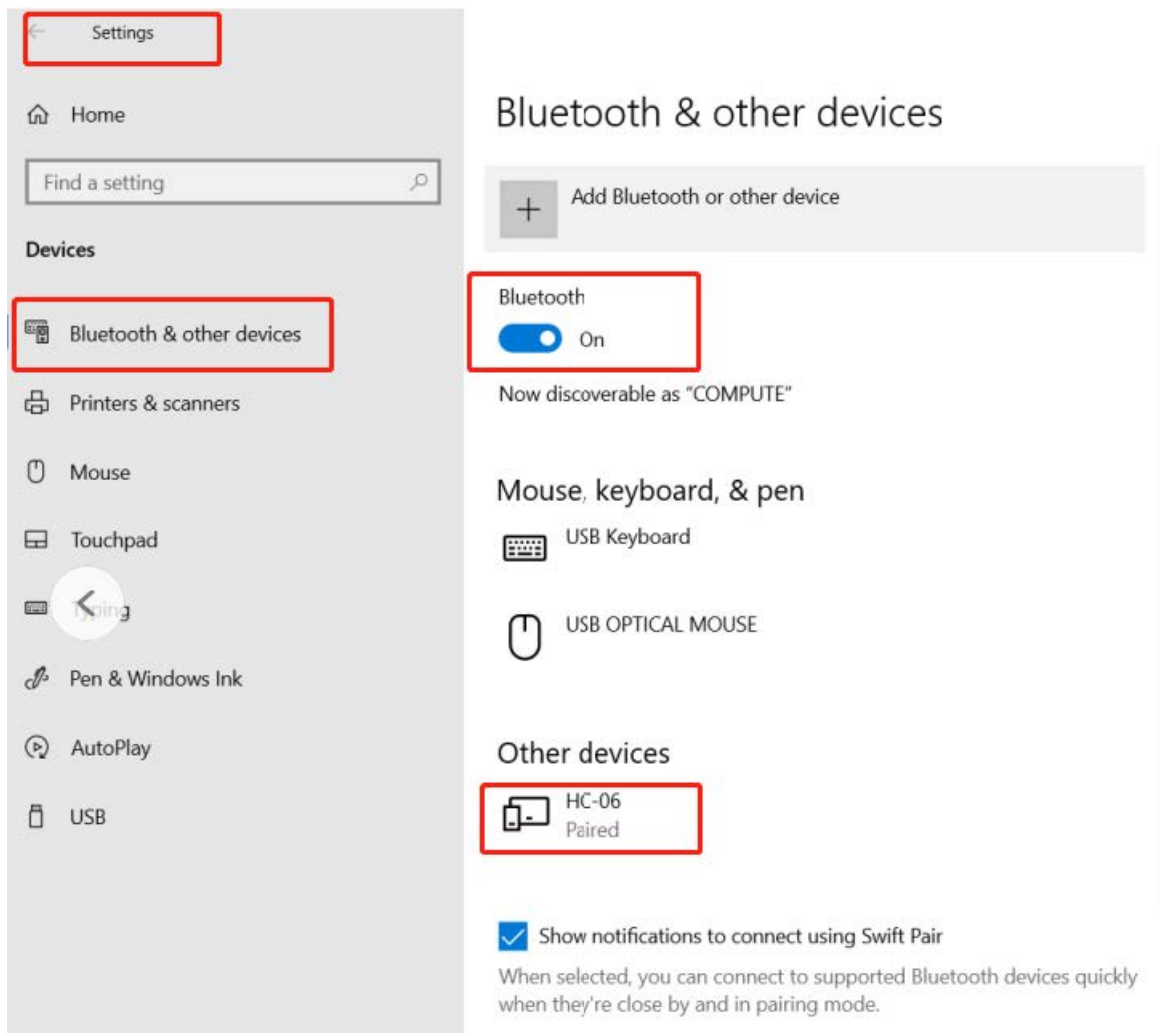 Settings
Home
Find a setting
Devices
Bluetooth & other devices
Printers & scanners
Mouse
Touchpad
Typing
Pen & Windows Ink
AutoPlay
USB
Bluetooth & other devices
Add Bluetooth or other device
Bluetooth
On
Now discoverable as "COMPUTE"
Mouse, keyboard, & pen
USB Keyboard
USB OPTICAL MOUSE
Other devices
HC-06
Paired
Show notifications to connect using Swift Pair
When selected, you can connect to supported Bluetooth devices quickly
when they're close by and in pairing mode.